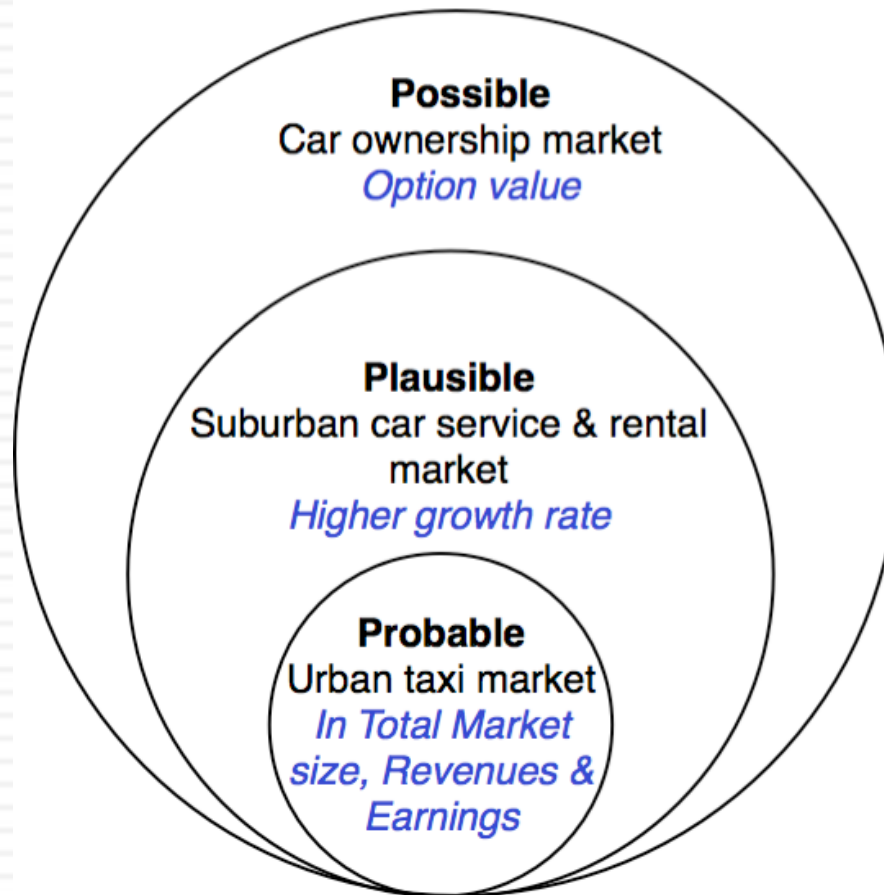 Possible
Car ownership market
Option value
Plausible
Suburban car service & rental
market
Higher growth rate
Probable
Urban taxi market
In Total Market
size, Revenues &
Earnings